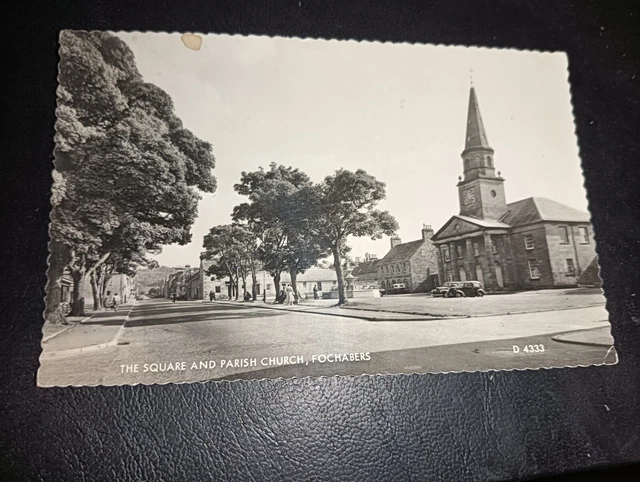 THE SQUARE AND PARISH CHURCH, FOCHABERS
D 4333